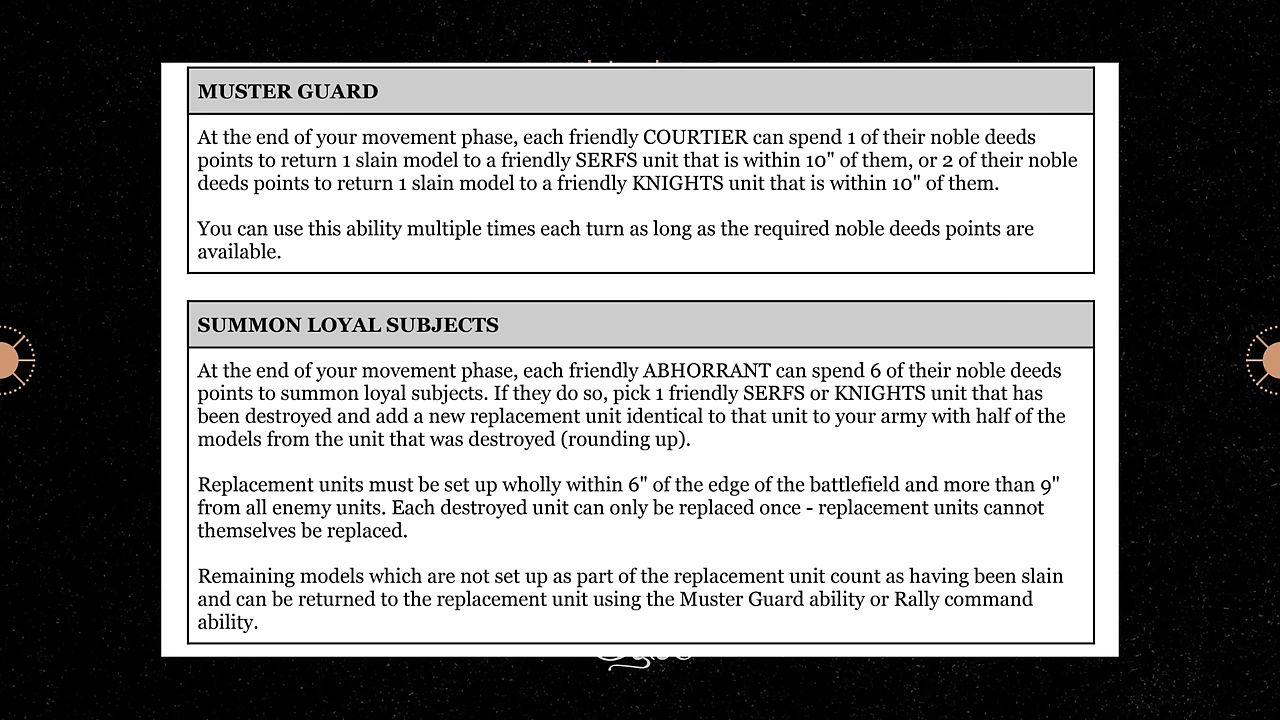 MUSTER GUARD
At the end of your movement phase, each friendly COURTIER can spend 1 of their noble deeds
points to return 1 slain model to a friendly SERFS unit that is within 10" of them, or 2 of their noble
deeds points to return 1 slain model to a friendly KNIGHTS unit that is within 10" of them.
You can use this ability multiple times each turn as long as the required noble deeds points are
available.
SUMMON LOYAL SUBJECTS
At the end of your movement phase, each friendly ABHORRANT can spend 6 of their noble deeds
points to summon loyal subjects. If they do so, pick 1 friendly SERFS or KNIGHTS unit that has
been destroyed and add a new replacement unit identical to that unit to your army with half of the
models from the unit that was destroyed (rounding up).
Replacement units must be set up wholly within 6" of the edge of the battlefield and more than 9"
from all enemy units. Each destroyed unit can only be replaced once - replacement units cannot
themselves be replaced.
Remaining models which are not set up as part of the replacement unit count as having been slain
and can be returned to the replacement unit using the Muster Guard ability or Rally command
ability.